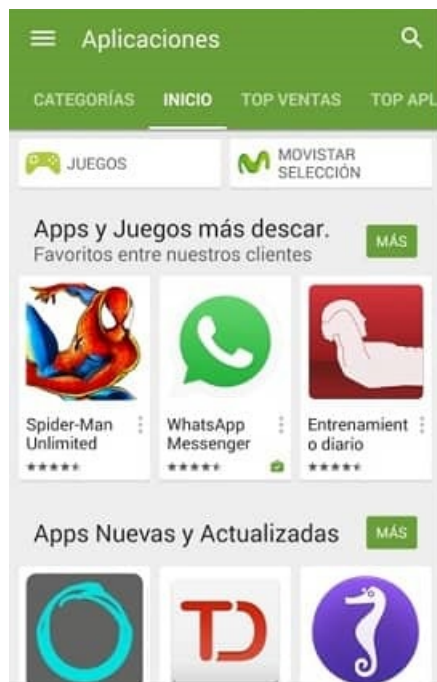 Aplicaciones
CATEGORÍAS INICIO TOP VENTAS TOP APL
JUEGOS
MOVISTAR
SELECCIÓN
Apps y Juegos más descar.
MÁS
Favoritos entre nuestros clientes
Spider-Man
Unlimited
WhatsApp
Messenger
Entrenamient
o diario
Apps Nuevas y Actualizadas
MÁS
TD